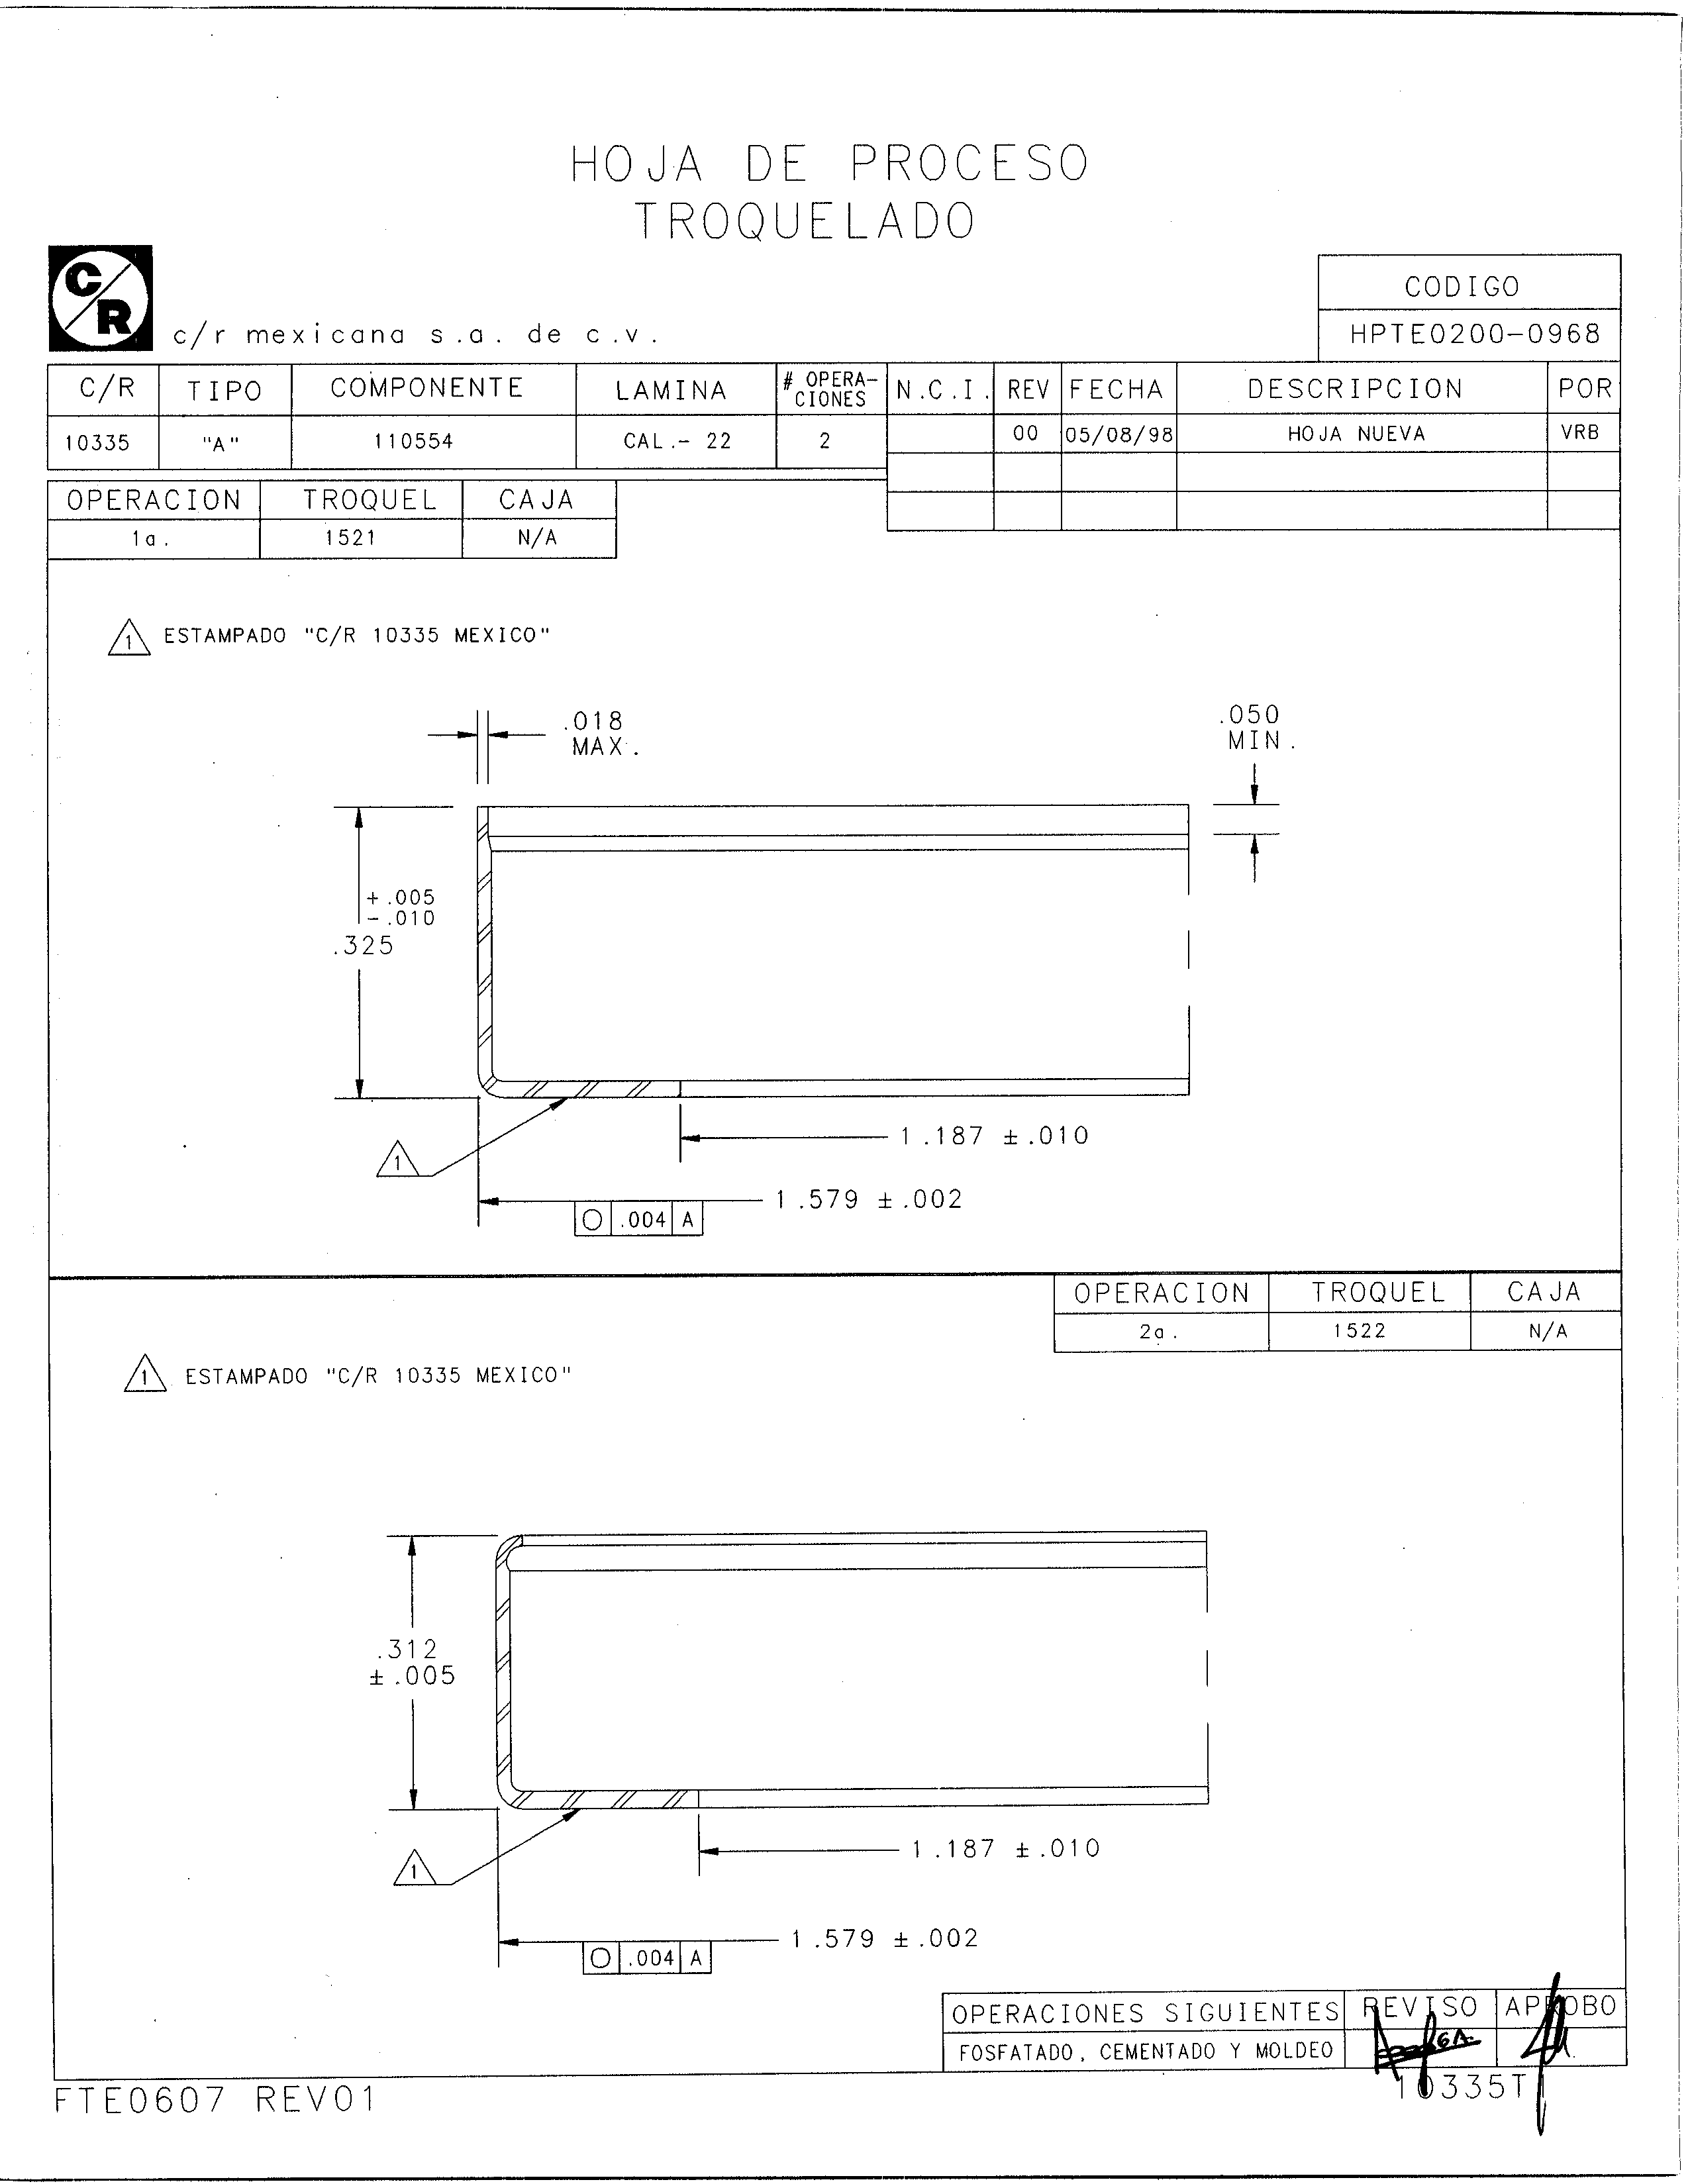 HOJA DE PROCESO
TROQUELADO
C/R
c/r mexicana s.a. de c.v.
CODIGO
HPTE0200-0968
C/R TIPO COMPONENTE LAMINA # OPERA-CIONES N.C.I. REV FECHA DESCRIPCION POR
10335 "A" 110554 CAL.- 22 2 00 05/08/98 HOJA NUEVA VRB
OPERACION TROQUEL CAJA
1a. 1521 N/A
1 ESTAMPADO "C/R 10335 MEXICO"
.018
MAX.
.050
MIN.
+.005
-.010
.325
1.187 ±.010
1
1.579 ±.002
○ .004 A
OPERACION TROQUEL CAJA
2a. 1522 N/A
1 ESTAMPADO "C/R 10335 MEXICO"
.312
±.005
1.187 ±.010
1
1.579 ±.002
○ .004 A
OPERACIONES SIGUIENTES REVISO APROBO
FOSFATADO, CEMENTADO Y MOLDEO
FTE0607 REV01
10335T1